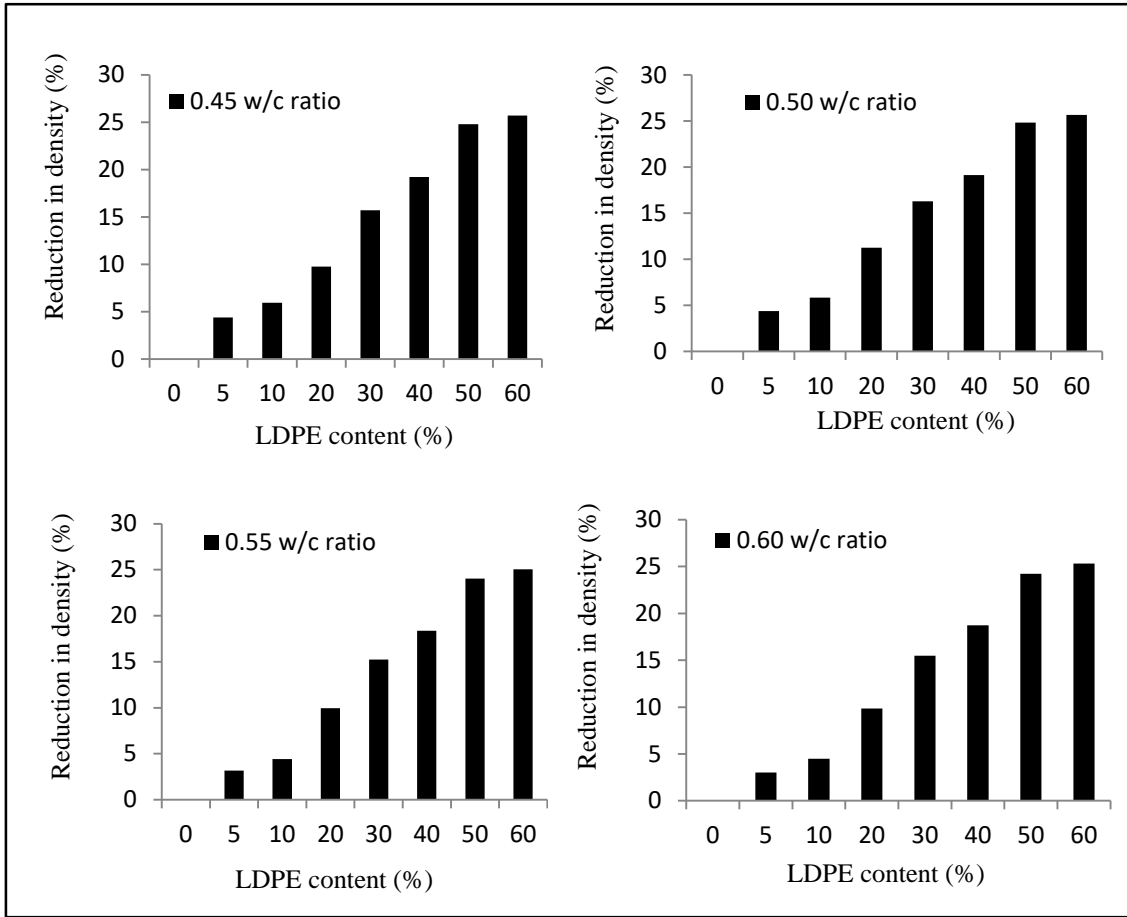 Reduction in density (%)
30
25
20
15
10
5
0
0.45 w/c ratio
0 5 10 20 30 40 50 60
LDPE content (%)
Reduction in density (%)
30
25
20
15
10
5
0
0.50 w/c ratio
0 5 10 20 30 40 50 60
LDPE content (%)
Reduction in density (%)
30
25
20
15
10
5
0
0.55 w/c ratio
0 5 10 20 30 40 50 60
LDPE content (%)
Reduction in density (%)
30
25
20
15
10
5
0
0.60 w/c ratio
0 5 10 20 30 40 50 60
LDPE content (%)